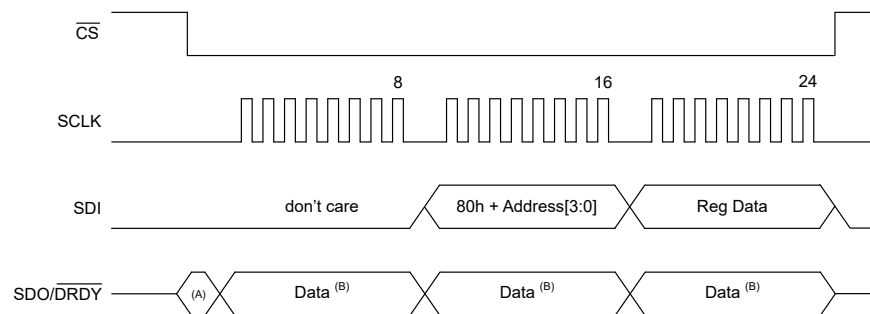 CS
8 16 24
SCLK
SDI don't care 80h + Address[3:0] Reg Data
SDO/DRDY (A) Data (B) Data (B) Data (B)